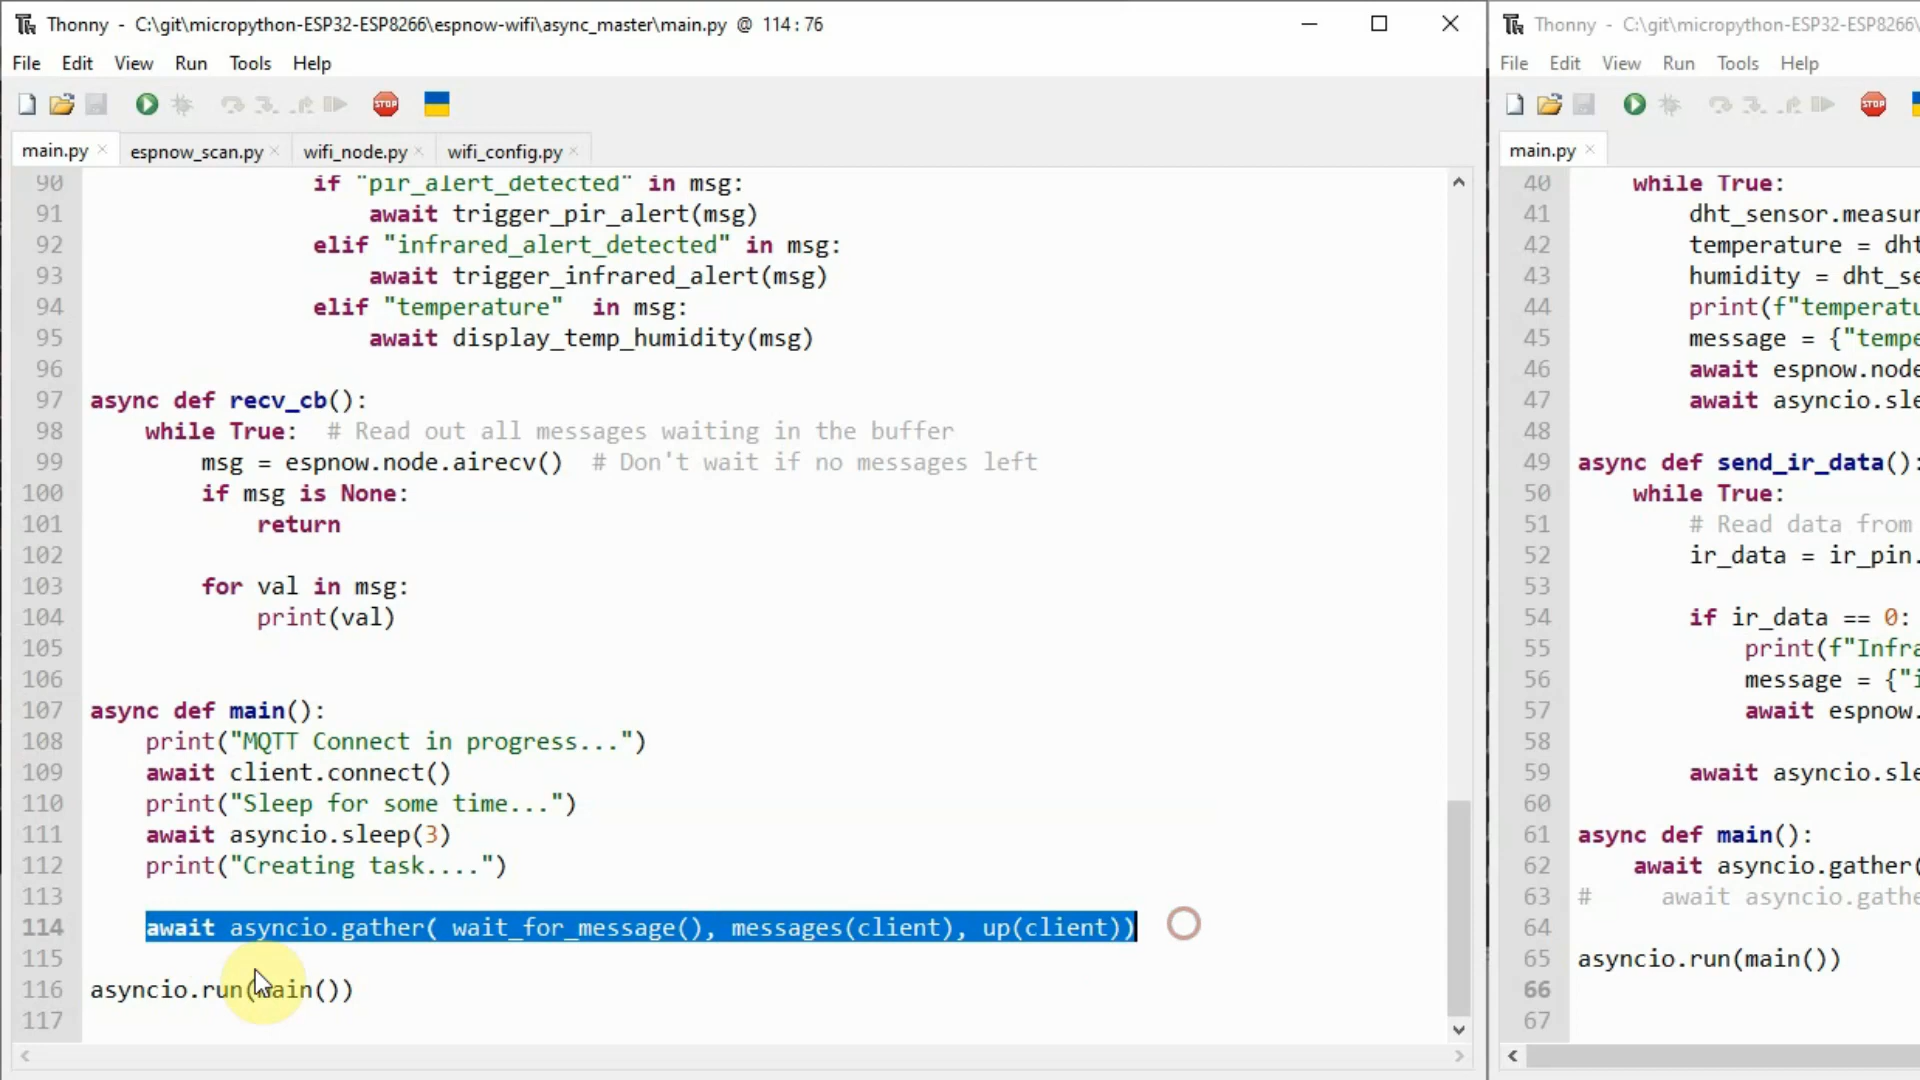 Thonny - C:\git\micropython-ESP32-ESP8266\espnow-wifi\async_master\main.py @ 114 : 76
File Edit View Run Tools Help
STOP
main.py × espnow_scan.py × wifi_node.py × wifi_config.py ×
90 if "pir_alert_detected" in msg:
91 await trigger_pir_alert(msg)
92 elif "infrared_alert_detected" in msg:
93 await trigger_infrared_alert(msg)
94 elif "temperature"  in msg:
95 await display_temp_humidity(msg)
96
97 async def recv_cb():
98 while True:  # Read out all messages waiting in the buffer
99 msg = espnow.node.airecv()  # Don't wait if no messages left
100 if msg is None:
101 return
102
103 for val in msg:
104 print(val)
105
106
107 async def main():
108 print("MQTT Connect in progress...")
109 await client.connect()
110 print("Sleep for some time...")
111 await asyncio.sleep(3)
112 print("Creating task....")
113
114 await asyncio.gather( wait_for_message(), messages(client), up(client))
115
116 asyncio.run(main())
117
Thonny - C:\git\micropython-ESP32-ESP8266\
File Edit View Run Tools Help
STOP
main.py ×
40 while True:
41 dht_sensor.measur
42 temperature = dht
43 humidity = dht_se
44 print(f"temperatu
45 message = {"tempe
46 await espnow.node
47 await asyncio.sle
48
49 async def send_ir_data():
50 while True:
51 # Read data from
52 ir_data = ir_pin.
53
54 if ir_data == 0:
55 print(f"Infra
56 message = {"i
57 await espnow.
58
59 await asyncio.sle
60
61 async def main():
62 await asyncio.gather(
63 # await asyncio.gathe
64
65 asyncio.run(main())
66
67